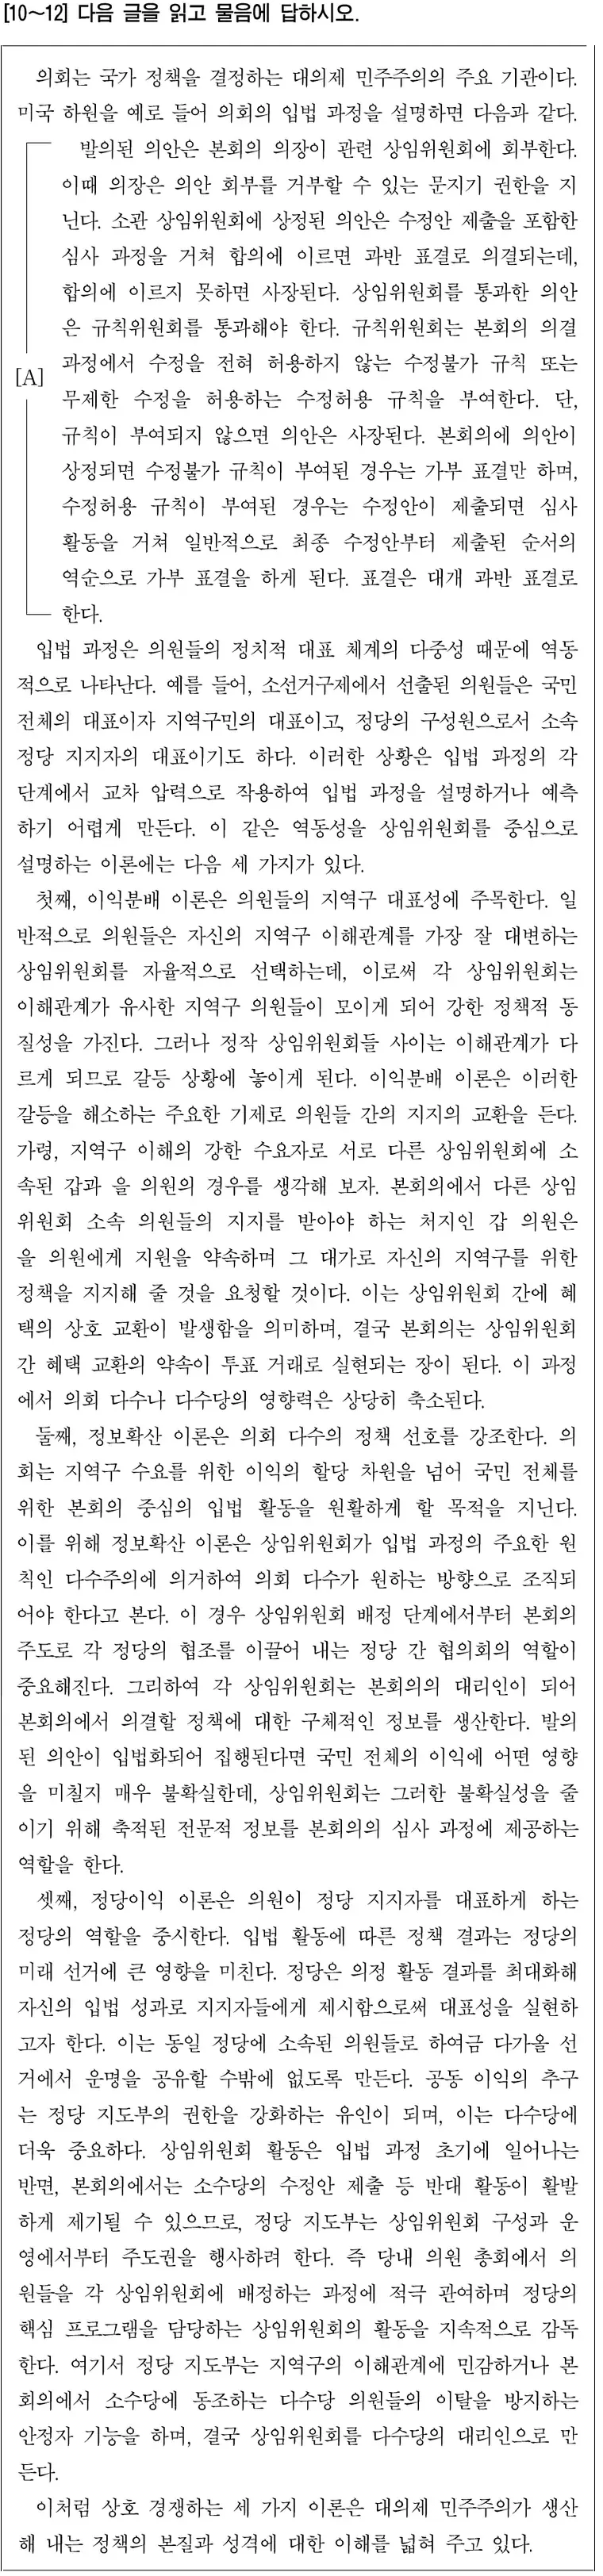 [10~12] 다음 글을 읽고 물음에 답하시오.
의회는 국가 정책을 결정하는 대의제 민주주의의 주요 기관이다.
미국 하원을 예로 들어 의회의 입법 과정을 설명하면 다음과 같다.
발의된 의안은 본회의 의장이 관련 상임위원회에 회부한다.
이때 의장은 의안 회부를 거부할 수 있는 문지기 권한을 지
닌다. 소관 상임위원회에 상정된 의안은 수정안 제출을 포함한
심사 과정을 거쳐 합의에 이르면 과반 표결로 의결되는데,
합의에 이르지 못하면 사장된다. 상임위원회를 통과한 의안
은 규칙위원회를 통과해야 한다. 규칙위원회는 본회의 의결
[A] 과정에서 수정을 전혀 허용하지 않는 수정불가 규칙 또는
무제한 수정을 허용하는 수정허용 규칙을 부여한다. 단,
규칙이 부여되지 않으면 의안은 사장된다. 본회의에 의안이
상정되면 수정불가 규칙이 부여된 경우는 가부 표결만 하며,
수정허용 규칙이 부여된 경우는 수정안이 제출되면 심사
활동을 거쳐 일반적으로 최종 수정안부터 제출된 순서의
역순으로 가부 표결을 하게 된다. 표결은 대개 과반 표결로
한다.
입법 과정은 의원들의 정치적 대표 체계의 다중성 때문에 역동
적으로 나타난다. 예를 들어, 소선거구제에서 선출된 의원들은 국민
전체의 대표이자 지역구민의 대표이고, 정당의 구성원으로서 소속
정당 지지자의 대표이기도 하다. 이러한 상황은 입법 과정의 각
단계에서 교차 압력으로 작용하여 입법 과정을 설명하거나 예측
하기 어렵게 만든다. 이 같은 역동성을 상임위원회를 중심으로
설명하는 이론에는 다음 세 가지가 있다.
첫째, 이익분배 이론은 의원들의 지역구 대표성에 주목한다. 일
반적으로 의원들은 자신의 지역구 이해관계를 가장 잘 대변하는
상임위원회를 자율적으로 선택하는데, 이로써 각 상임위원회는
이해관계가 유사한 지역구 의원들이 모이게 되어 강한 정책적 동
질성을 가진다. 그러나 정작 상임위원회들 사이는 이해관계가 다
르게 되므로 갈등 상황에 놓이게 된다. 이익분배 이론은 이러한
갈등을 해소하는 주요한 기제로 의원들 간의 지지의 교환을 든다.
가령, 지역구 이해의 강한 수요자로 서로 다른 상임위원회에 소
속된 갑과 을 의원의 경우를 생각해 보자. 본회의에서 다른 상임
위원회 소속 의원들의 지지를 받아야 하는 처지인 갑 의원은
을 의원에게 지원을 약속하며 그 대가로 자신의 지역구를 위한
정책을 지지해 줄 것을 요청할 것이다. 이는 상임위원회 간에 혜
택의 상호 교환이 발생함을 의미하며, 결국 본회의는 상임위원회
간 혜택 교환의 약속이 투표 거래로 실현되는 장이 된다. 이 과정
에서 의회 다수나 다수당의 영향력은 상당히 축소된다.
둘째, 정보확산 이론은 의회 다수의 정책 선호를 강조한다. 의
회는 지역구 수요를 위한 이익의 할당 차원을 넘어 국민 전체를
위한 본회의 중심의 입법 활동을 원활하게 할 목적을 지닌다.
이를 위해 정보확산 이론은 상임위원회가 입법 과정의 주요한 원
칙인 다수주의에 의거하여 의회 다수가 원하는 방향으로 조직되
어야 한다고 본다. 이 경우 상임위원회 배정 단계에서부터 본회의
주도로 각 정당의 협조를 이끌어 내는 정당 간 협의회의 역할이
중요해진다. 그리하여 각 상임위원회는 본회의의 대리인이 되어
본회의에서 의결할 정책에 대한 구체적인 정보를 생산한다. 발의
된 의안이 입법화되어 집행된다면 국민 전체의 이익에 어떤 영향
을 미칠지 매우 불확실한데, 상임위원회는 그러한 불확실성을 줄
이기 위해 축적된 전문적 정보를 본회의의 심사 과정에 제공하는
역할을 한다.
셋째, 정당이익 이론은 의원이 정당 지지자를 대표하게 하는
정당의 역할을 중시한다. 입법 활동에 따른 정책 결과는 정당의
미래 선거에 큰 영향을 미친다. 정당은 의정 활동 결과를 최대화해
자신의 입법 성과로 지지자들에게 제시함으로써 대표성을 실현하
고자 한다. 이는 동일 정당에 소속된 의원들로 하여금 다가올 선
거에서 운명을 공유할 수밖에 없도록 만든다. 공동 이익의 추구
는 정당 지도부의 권한을 강화하는 유인이 되며, 이는 다수당에
더욱 중요하다. 상임위원회 활동은 입법 과정 초기에 일어나는
반면, 본회의에서는 소수당의 수정안 제출 등 반대 활동이 활발
하게 제기될 수 있으므로, 정당 지도부는 상임위원회 구성과 운
영에서부터 주도권을 행사하려 한다. 즉 당내 의원 총회에서 의
원들을 각 상임위원회에 배정하는 과정에 적극 관여하며 정당의
핵심 프로그램을 담당하는 상임위원회의 활동을 지속적으로 감독
한다. 여기서 정당 지도부는 지역구의 이해관계에 민감하거나 본
회의에서 소수당에 동조하는 다수당 의원들의 이탈을 방지하는
안정자 기능을 하며, 결국 상임위원회를 다수당의 대리인으로 만
든다.
이처럼 상호 경쟁하는 세 가지 이론은 대의제 민주주의가 생산
해 내는 정책의 본질과 성격에 대한 이해를 넓혀 주고 있다.